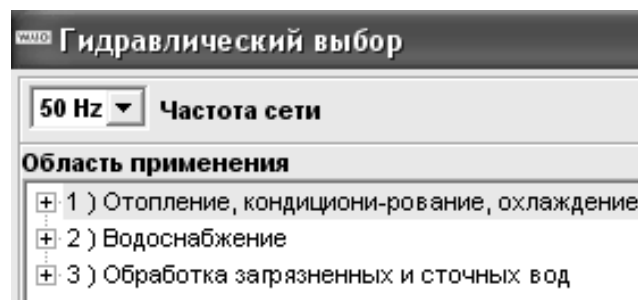 WILO Гидравлический выбор
50 Hz Частота сети
Область применения
1 ) Отопление, кондициони-рование, охлаждение
2 ) Водоснабжение
3 ) Обработка загрязненных и сточных вод